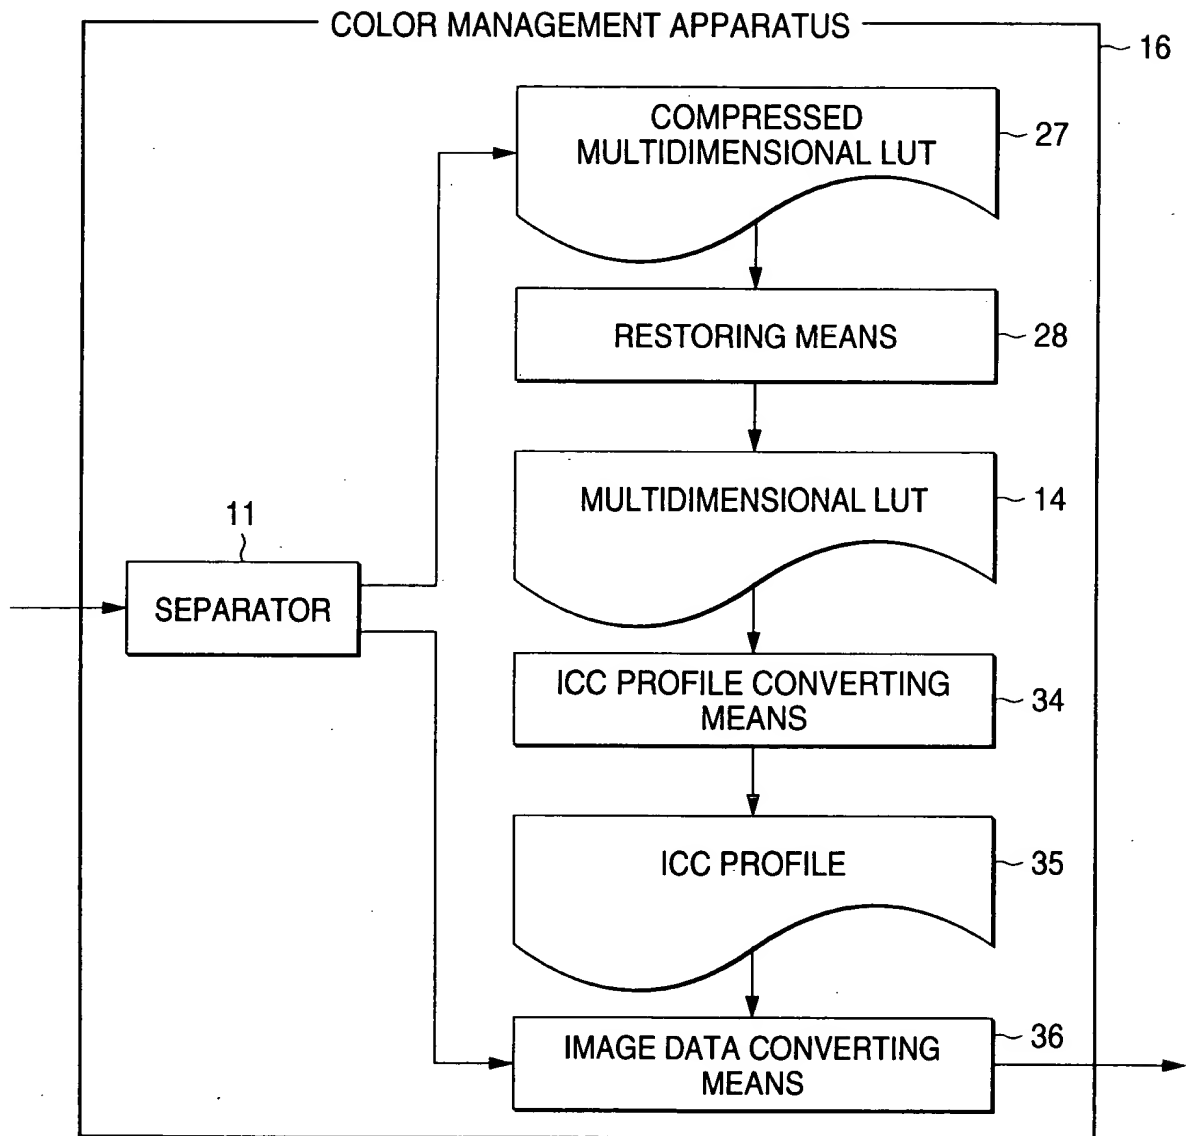 COLOR MANAGEMENT APPARATUS
16
COMPRESSED
MULTIDIMENSIONAL LUT
27
RESTORING MEANS
28
MULTIDIMENSIONAL LUT
14
11
SEPARATOR
ICC PROFILE CONVERTING
MEANS
34
ICC PROFILE
35
IMAGE DATA CONVERTING
MEANS
36